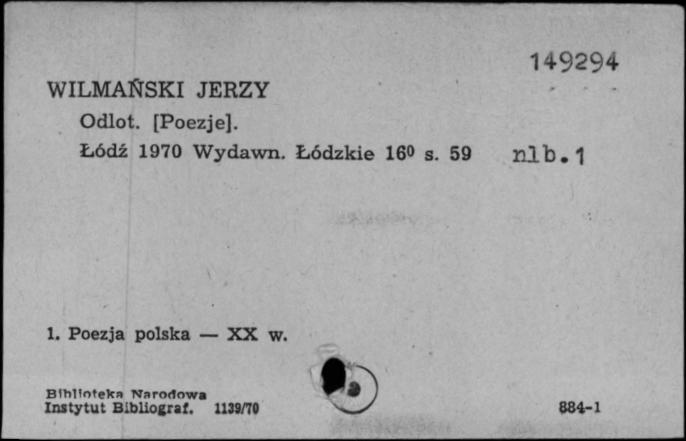 149294
WILMAŃSKI JERZY
Odlot. [Poezje].
Łódź 1970 Wydawn. Łódzkie 16⁰ s. 59 nlb.1
1. Poezja polska — XX w.
Biblioteka Narodowa
Instytut Bibliograf. 1139/70
884-1